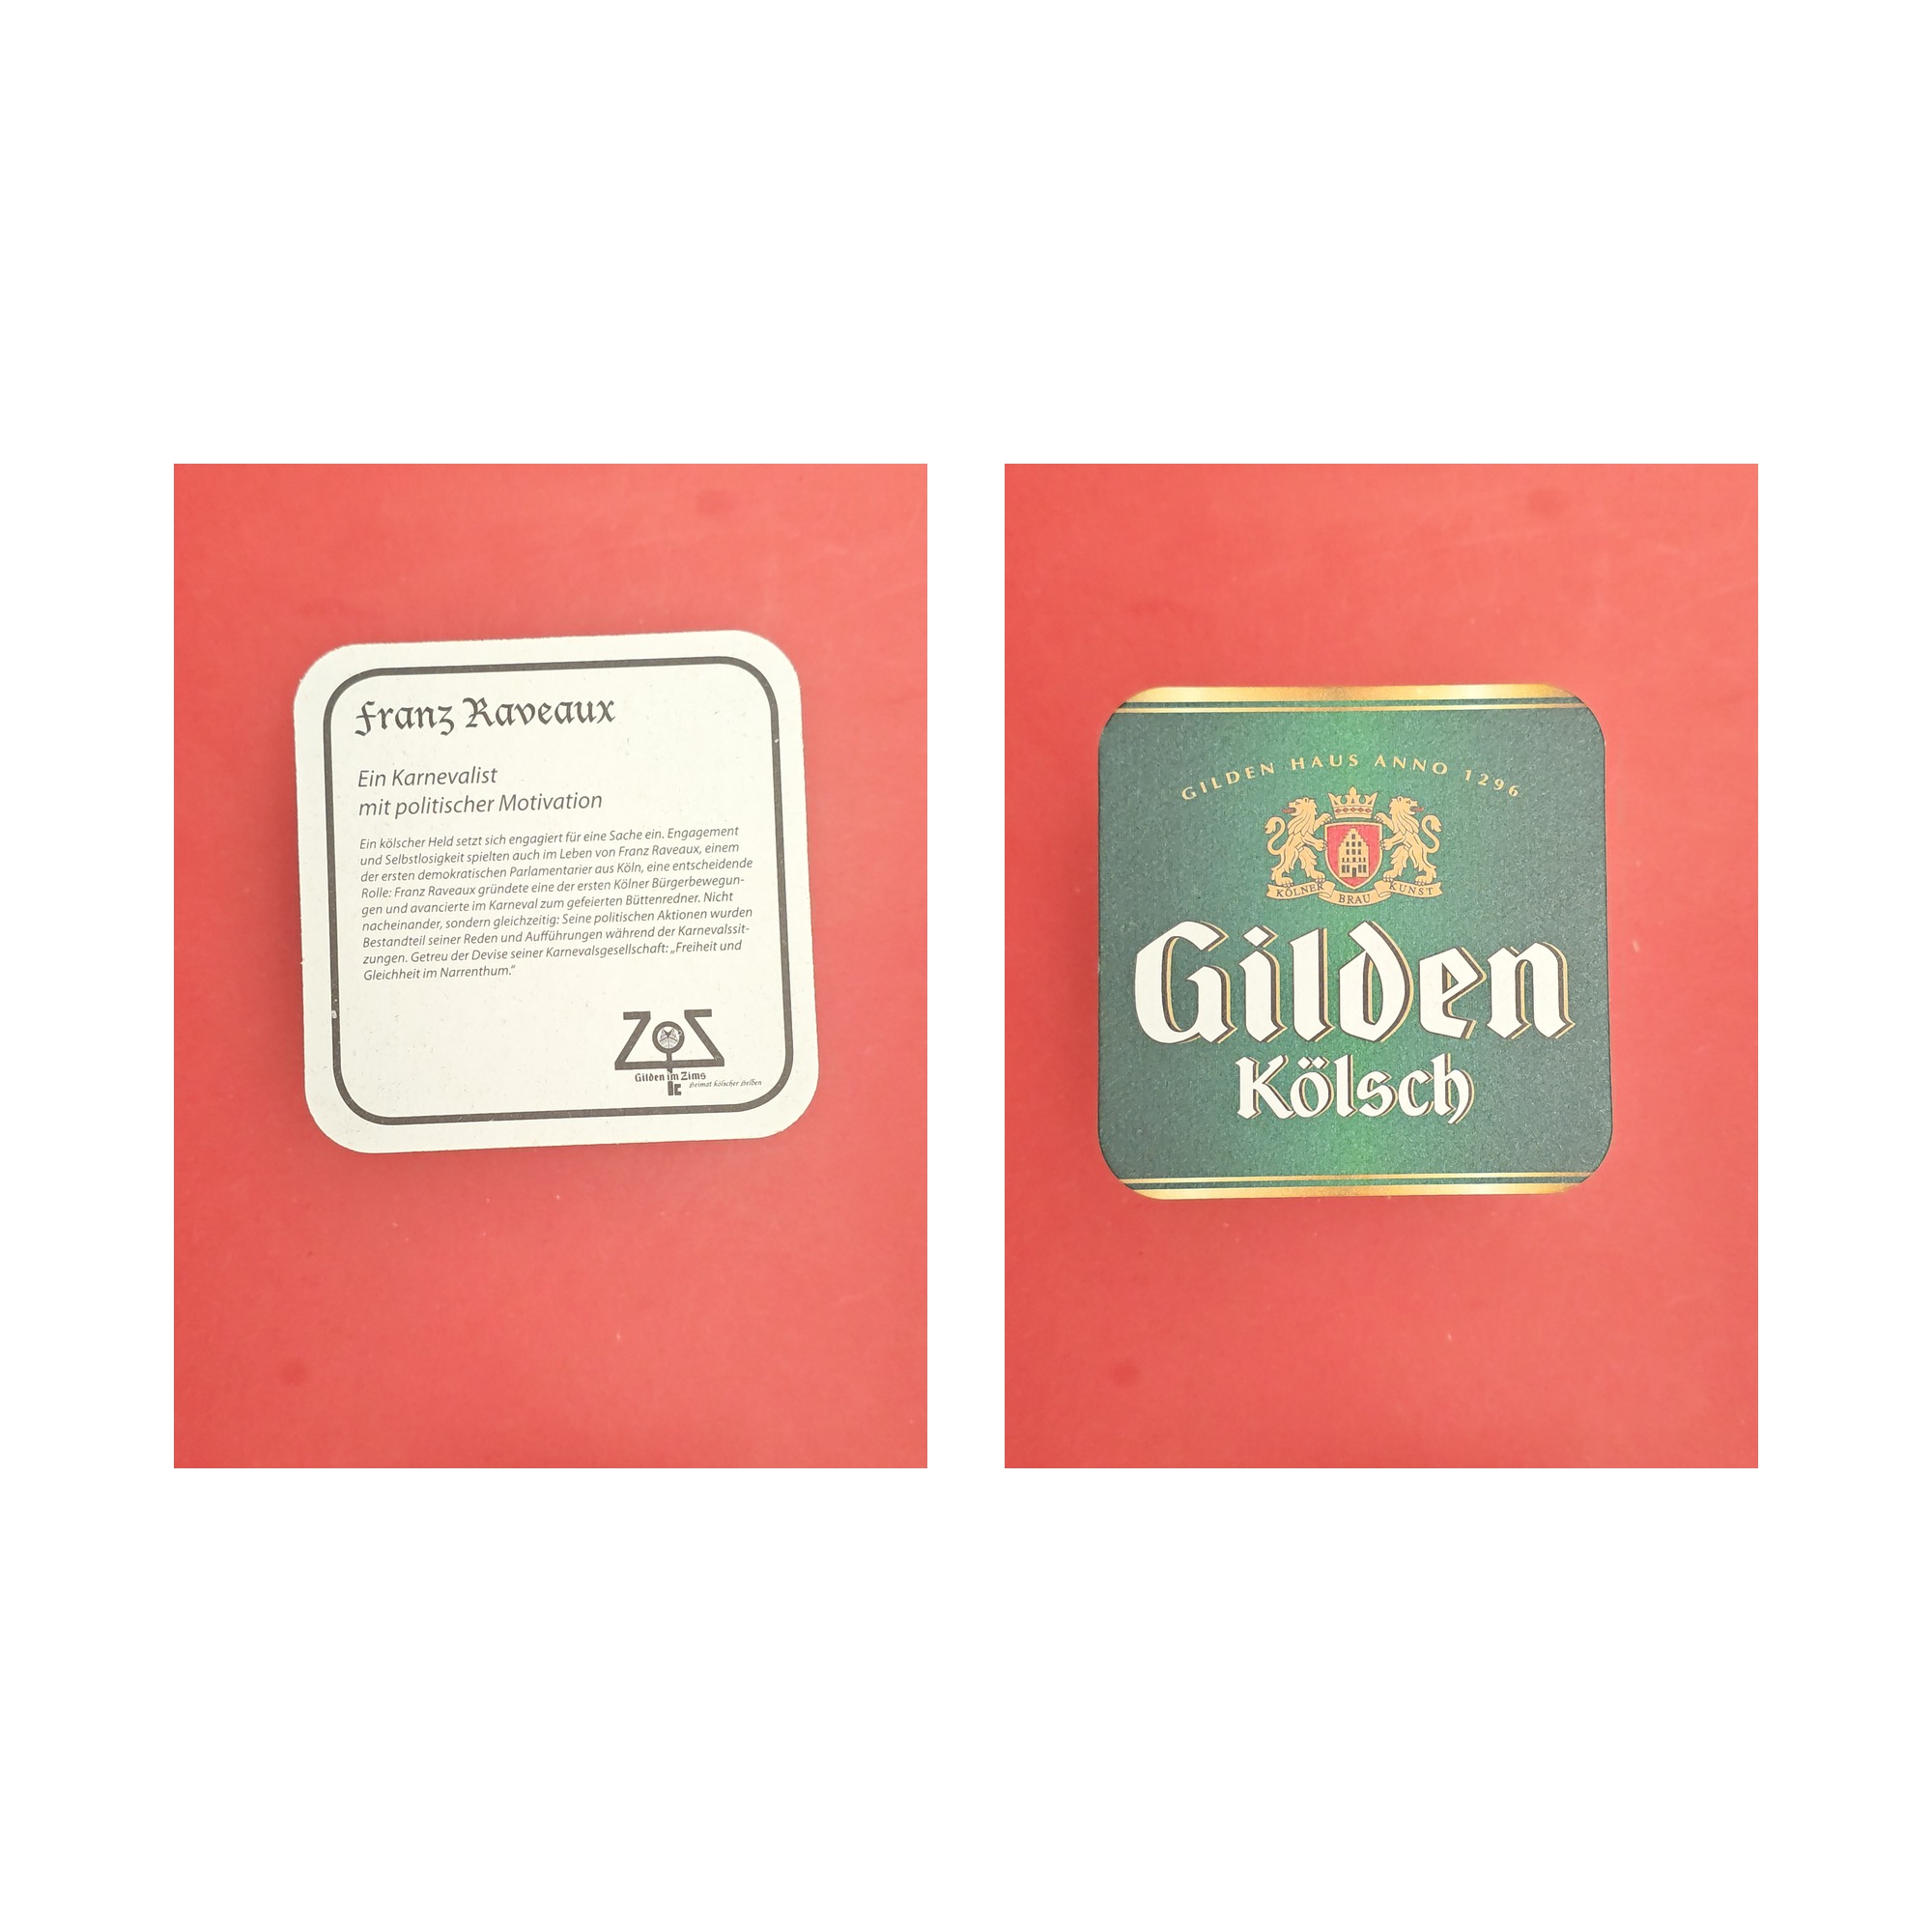 Franz Raveaux
Ein Karnevalist
mit politischer Motivation
Ein kölscher Held setzt sich engagiert für eine Sache ein. Engagement
und Selbstlosigkeit spielten auch im Leben von Franz Raveaux, einem
der ersten demokratischen Parlamentarier aus Köln, eine entscheidende
Rolle: Franz Raveaux gründete eine der ersten Kölner Bürgerbewegun-
gen und avancierte im Karneval zum gefeierten Büttenredner. Nicht
nacheinander, sondern gleichzeitig: Seine politischen Aktionen wurden
Bestandteil seiner Reden und Aufführungen während der Karnevalssit-
zungen. Getreu der Devise seiner Karnevalsgesellschaft: „Freiheit und
Gleichheit im Narrenthum.“
Gilden im Zims
Heimat kölscher Helden
GILDEN HAUS ANNO 1296
KÖLNER BRAU KUNST
Gilden
Kölsch